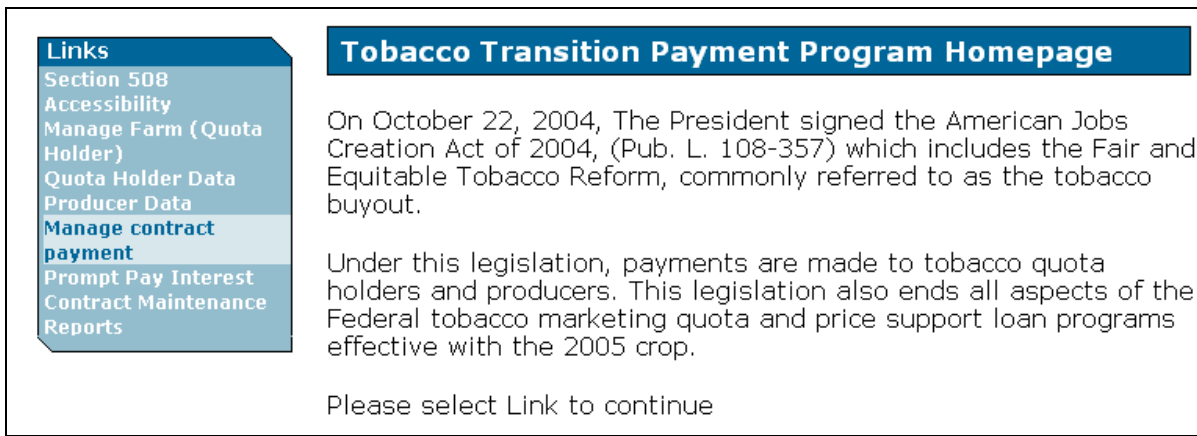 Links
Section 508
Accessibility
Manage Farm (Quota
Holder)
Quota Holder Data
Producer Data
Manage contract
payment
Prompt Pay Interest
Contract Maintenance
Reports
Tobacco Transition Payment Program Homepage
On October 22, 2004, The President signed the American Jobs
Creation Act of 2004, (Pub. L. 108-357) which includes the Fair and
Equitable Tobacco Reform, commonly referred to as the tobacco
buyout.
Under this legislation, payments are made to tobacco quota
holders and producers. This legislation also ends all aspects of the
Federal tobacco marketing quota and price support loan programs
effective with the 2005 crop.
Please select Link to continue